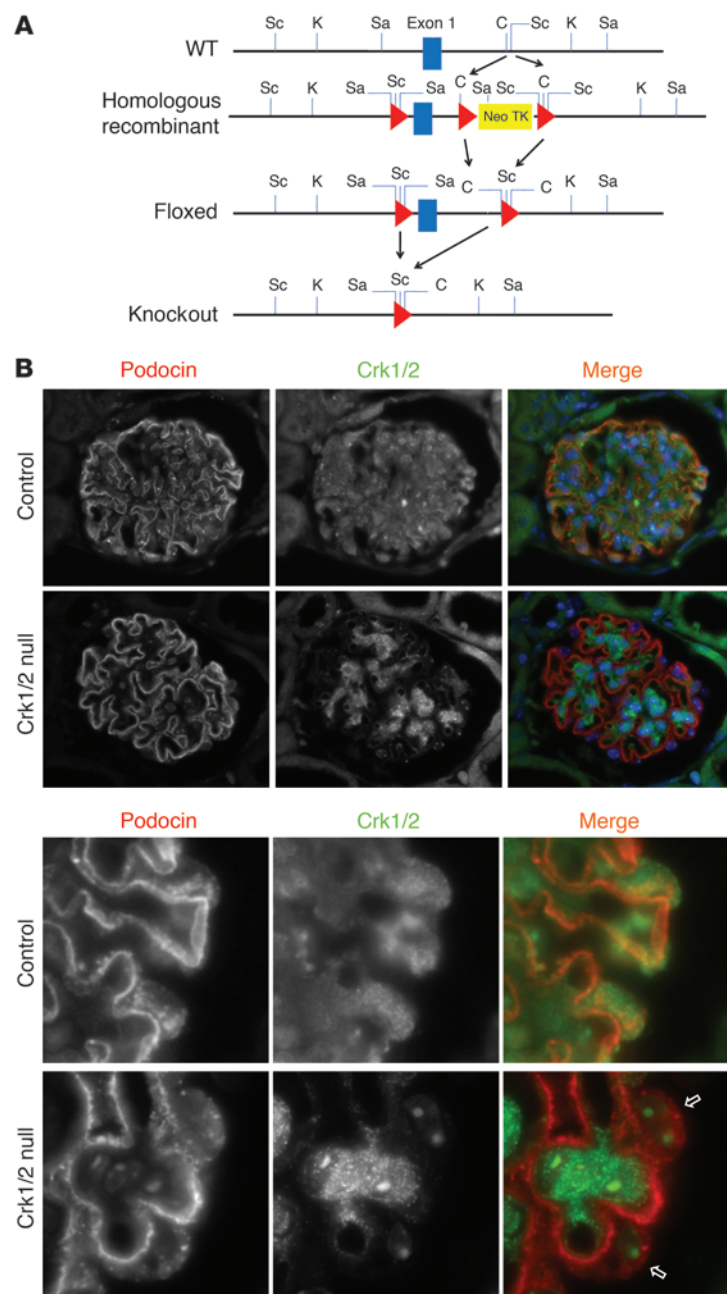 A
Sc K Sa Exon 1 C Sc K Sa
WT
Sc K Sa Sc Sa C Sa Sc C Sc K Sa
Homologous
recombinant
Neo TK
Sc K Sa Sc Sa C Sc C K Sa
Floxed
Sc K Sa Sc C K Sa
Knockout
B
Podocin Crk1/2 Merge
Control
Crk1/2 null
Podocin Crk1/2 Merge
Control
Crk1/2 null